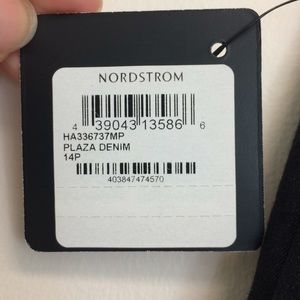 NORDSTROM
4 39043 13586 6
HA336737MP
PLAZA DENIM
14P
403847474570